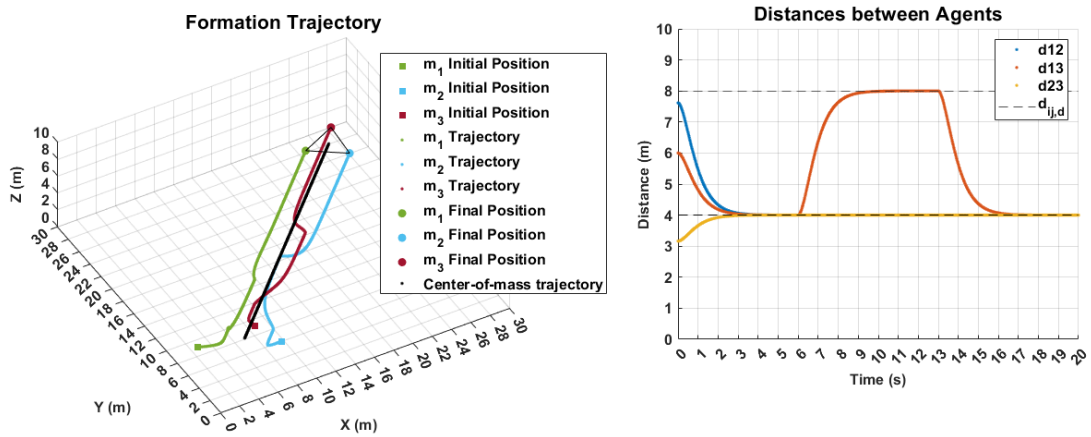 Formation Trajectory
m1 Initial Position
m2 Initial Position
m3 Initial Position
m1 Trajectory
m2 Trajectory
m3 Trajectory
m1 Final Position
m2 Final Position
m3 Final Position
Center-of-mass trajectory
10
8
6
4
2
0
Z (m)
30
28
26
24
22
20
18
16
14
12
10
8
6
4
2
0
Y (m)
0
2
4
6
8
10
12
14
16
18
20
22
24
26
28
30
X (m)
Distances between Agents
d12
d13
d23
dij,d
10
9
8
7
6
5
4
3
2
1
0
Distance (m)
0 1 2 3 4 5 6 7 8 9 10 11 12 13 14 15 16 17 18 19 20
Time (s)